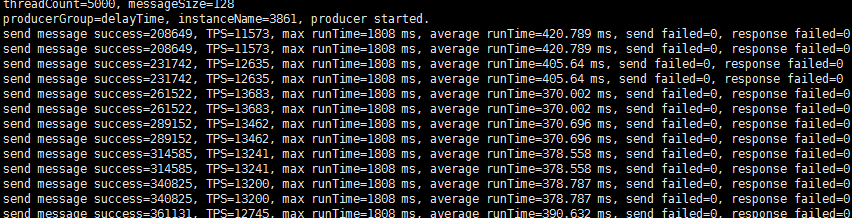 threadCount=5000, messageSize=128
producerGroup=delayTime, instanceName=3861, producer started.
send message success=208649, TPS=11573, max runTime=1808 ms, average runTime=420.789 ms, send failed=0, response failed=0
send message success=208649, TPS=11573, max runTime=1808 ms, average runTime=420.789 ms, send failed=0, response failed=0
send message success=231742, TPS=12635, max runTime=1808 ms, average runTime=405.64 ms, send failed=0, response failed=0
send message success=231742, TPS=12635, max runTime=1808 ms, average runTime=405.64 ms, send failed=0, response failed=0
send message success=261522, TPS=13683, max runTime=1808 ms, average runTime=370.002 ms, send failed=0, response failed=0
send message success=261522, TPS=13683, max runTime=1808 ms, average runTime=370.002 ms, send failed=0, response failed=0
send message success=289152, TPS=13462, max runTime=1808 ms, average runTime=370.696 ms, send failed=0, response failed=0
send message success=289152, TPS=13462, max runTime=1808 ms, average runTime=370.696 ms, send failed=0, response failed=0
send message success=314585, TPS=13241, max runTime=1808 ms, average runTime=378.558 ms, send failed=0, response failed=0
send message success=314585, TPS=13241, max runTime=1808 ms, average runTime=378.558 ms, send failed=0, response failed=0
send message success=340825, TPS=13200, max runTime=1808 ms, average runTime=378.787 ms, send failed=0, response failed=0
send message success=340825, TPS=13200, max runTime=1808 ms, average runTime=378.787 ms, send failed=0, response failed=0
send message success=361131, TPS=12745, max runTime=1808 ms, average runTime=390.632 ms, send failed=0, response failed=0